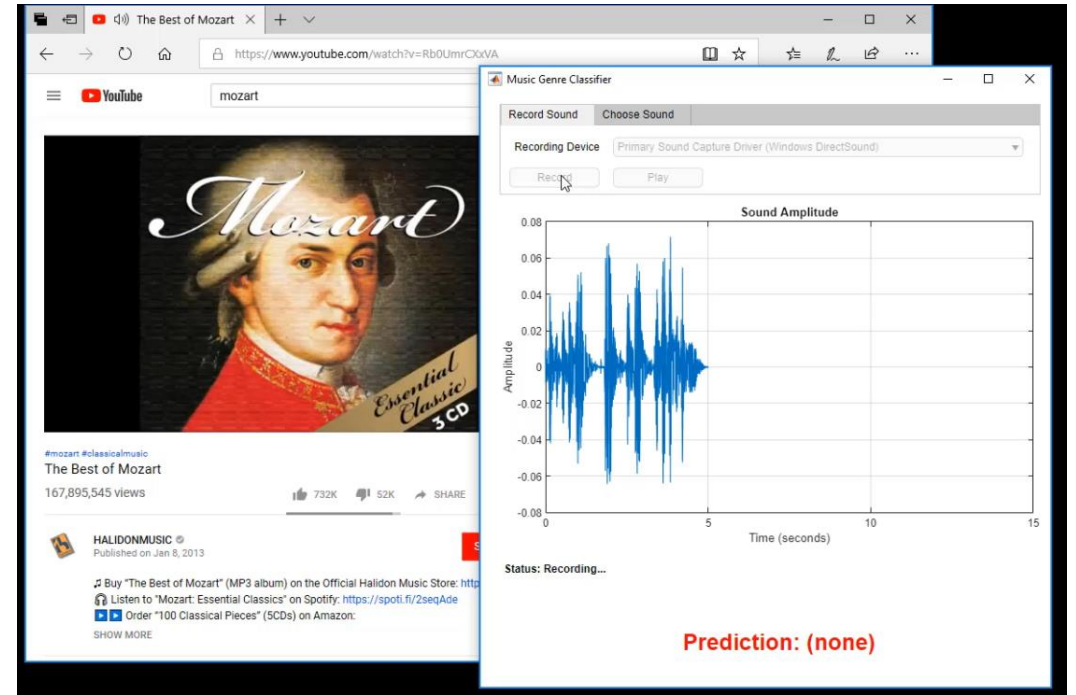 The Best of Mozart
https://www.youtube.com/watch?v=Rb0UmrCXxVA
YouTube
mozart
Mozart
Essential
Classic
3 CD
#mozart #classicalmusic
The Best of Mozart
167,895,545 views
732K 52K SHARE
HALIDONMUSIC
Published on Jan 8, 2013
Buy "The Best of Mozart" (MP3 album) on the Official Halidon Music Store:
Listen to "Mozart: Essential Classics" on Spotify: https://spoti.fi/2seqAde
Order "100 Classical Pieces" (5CDs) on Amazon:
SHOW MORE
Music Genre Classifier
Record Sound Choose Sound
Recording Device Primary Sound Capture Driver (Windows DirectSound)
Record Play
Sound Amplitude
0.08
0.06
0.04
0.02
0
-0.02
-0.04
-0.06
-0.08
Amplitude
0 5 10 15
Time (seconds)
Status: Recording...
Prediction: (none)